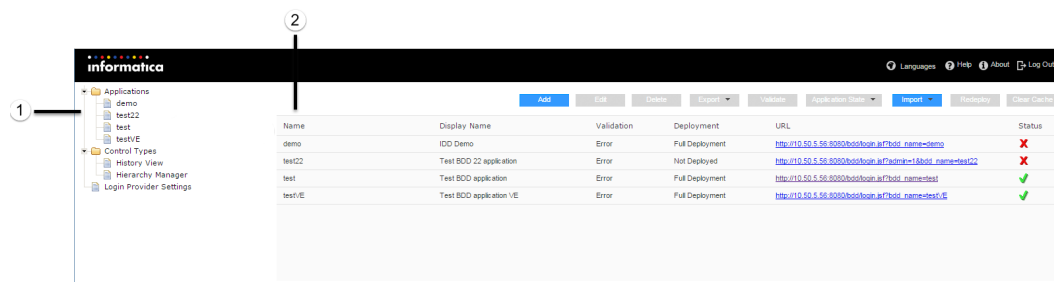 2
informatica
Languages Help About Log Out
1
Applications
demo
test22
test
testVE
Control Types
History View
Hierarchy Manager
Login Provider Settings
Add Edit Delete Export Validate Application State Import Redeploy Clear Cache
Name Display Name Validation Deployment URL Status
demo IDD Demo Error Full Deployment http://10.50.5.56:8080/bdd/login.jsf?bdd_name=demo
test22 Test BDD 22 application Error Not Deployed http://10.50.5.56:8080/bdd/login.jsf?admin=1&bdd_name=test22
test Test BDD application Error Full Deployment http://10.50.5.56:8080/bdd/login.jsf?bdd_name=test
testVE Test BDD application VE Error Full Deployment http://10.50.5.56:8080/bdd/login.jsf?bdd_name=testVE